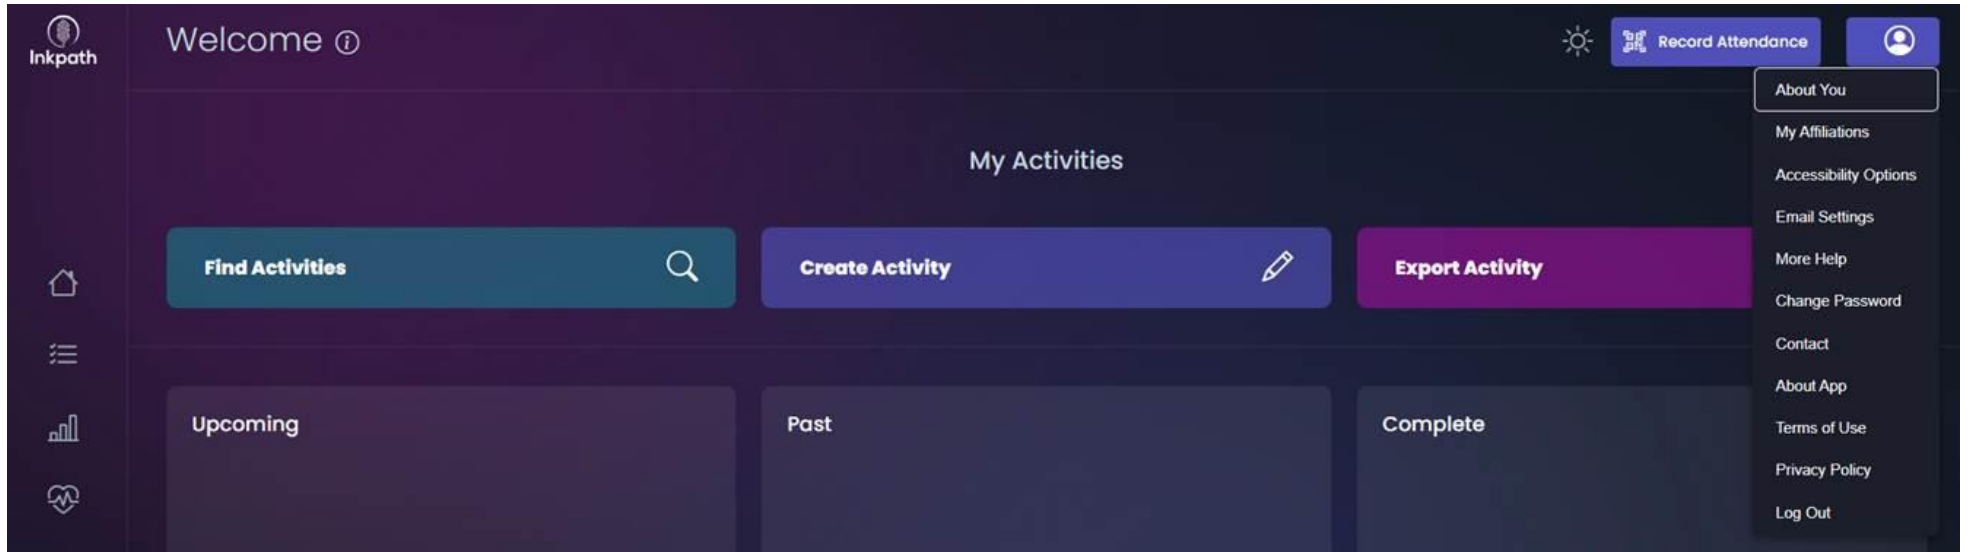 Inkpath
Welcome
Record Attendance
About You
My Affiliations
Accessibility Options
Email Settings
More Help
Change Password
Contact
About App
Terms of Use
Privacy Policy
Log Out
My Activities
Find Activities
Create Activity
Export Activity
Upcoming
Past
Complete